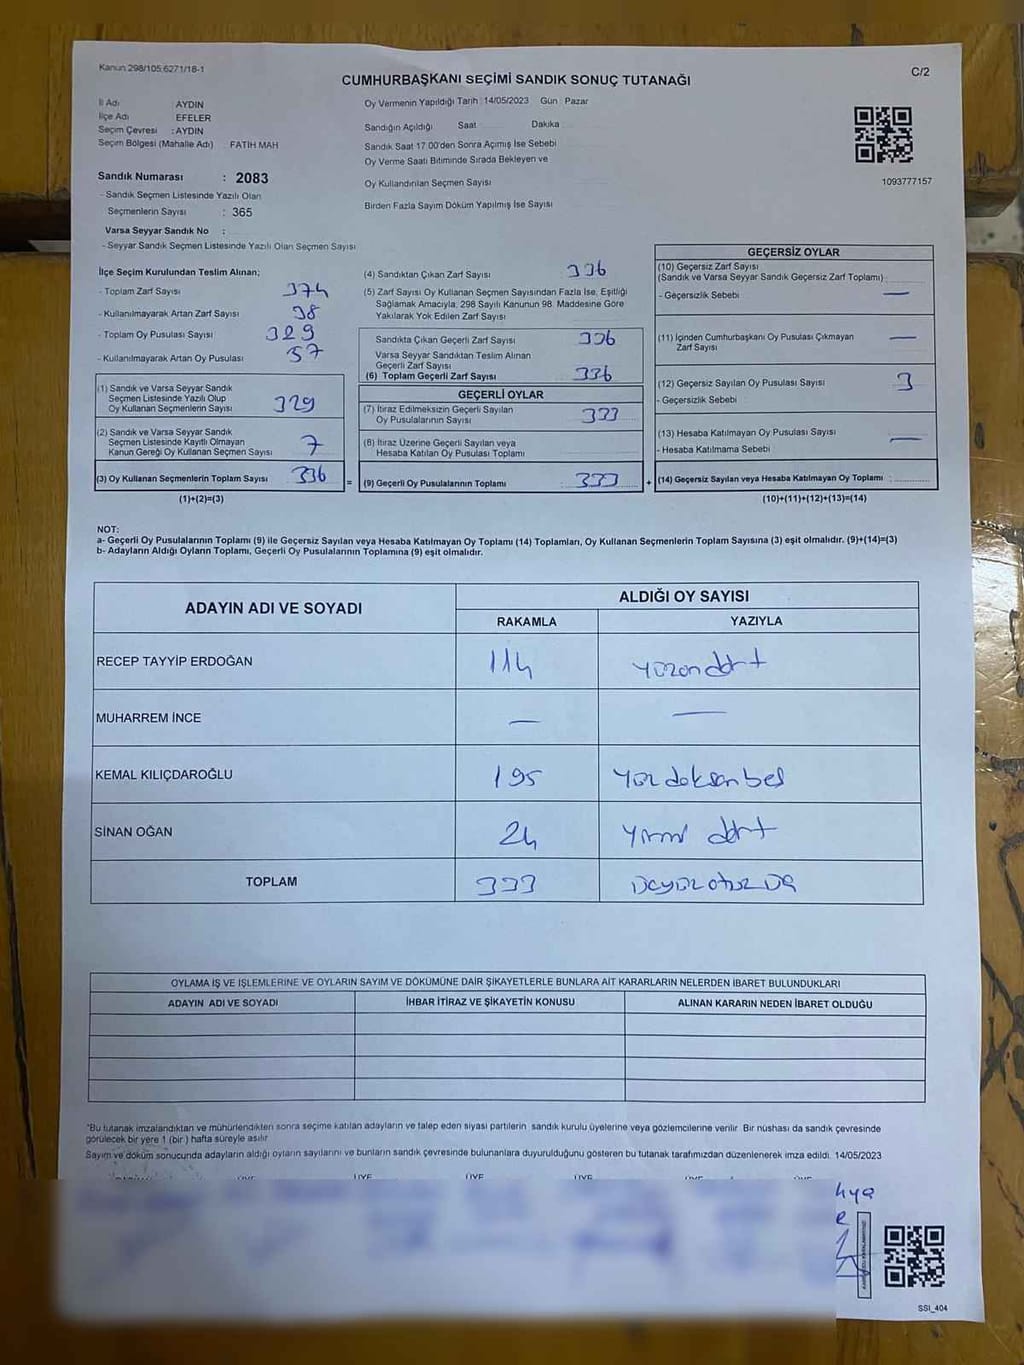 Kanun 298/105.6271/18-1
C/2
CUMHURBAŞKANI SEÇİMİ SANDIK SONUÇ TUTANAĞI
İl Adı : AYDIN
İlçe Adı : EFELER
Seçim Çevresi : AYDIN
Seçim Bölgesi (Mahalle Adı) FATİH MAH
Sandık Numarası : 2083
- Sandık Seçmen Listesinde Yazılı Olan
Seçmenlerin Sayısı : 365
Varsa Seyyar Sandık No :
- Seyyar Sandık Seçmen Listesinde Yazılı Olan Seçmen Sayısı
Oy Vermenin Yapıldığı Tarih : 14/05/2023 Gün : Pazar
Sandığın Açıldığı Saat Dakika
Sandık Saat 17.00'den Sonra Açımış İse Sebebi
Oy Verme Saati Bitiminde Sırada Bekleyen ve
Oy Kullandırılan Seçmen Sayısı
Birden Fazla Sayım Döküm Yapılmış İse Sayısı
1093777157
İlçe Seçim Kurulundan Teslim Alınan;
- Toplam Zarf Sayısı 374
- Kullanılmayarak Artan Zarf Sayısı 38
- Toplam Oy Pusulası Sayısı 329
- Kullanılmayarak Artan Oy Pusulası 57
(1) Sandık ve Varsa Seyyar Sandık
Seçmen Listesinde Yazılı Olup
Oy Kullanan Seçmenlerin Sayısı 329
(2) Sandık ve Varsa Seyyar Sandık
Seçmen Listesinde Kayıtlı Olmayan
Kanun Gereği Oy Kullanan Seçmen Sayısı 7
(3) Oy Kullanan Seçmenlerin Toplam Sayısı 336
(1)+(2)=(3)
(4) Sandıktan Çıkan Zarf Sayısı 336
(5) Zarf Sayısı Oy Kullanan Seçmen Sayısından Fazla İse, Eşitliği
Sağlamak Amacıyla, 298 Sayılı Kanunun 98. Maddesine Göre
Yakılarak Yok Edilen Zarf Sayısı
Sandıkta Çıkan Geçerli Zarf Sayısı 336
Varsa Seyyar Sandıktan Teslim Alınan
Geçerli Zarf Sayısı
(6) Toplam Geçerli Zarf Sayısı 336
GEÇERLİ OYLAR
(7) İtiraz Edilmeksizin Geçerli Sayılan
Oy Pusulalarının Sayısı 333
(8) İtiraz Üzerine Geçerli Sayılan veya
Hesaba Katılan Oy Pusulası Toplamı
= (9) Geçerli Oy Pusulalarının Toplamı : 333 +
GEÇERSİZ OYLAR
(10) Geçersiz Zarf Sayısı
(Sandık ve Varsa Seyyar Sandık Geçersiz Zarf Toplamı)
- Geçersizlik Sebebi —
(11) İçinden Cumhurbaşkanı Oy Pusulası Çıkmayan
Zarf Sayısı —
(12) Geçersiz Sayılan Oy Pusulası Sayısı 3
- Geçersizlik Sebebi
(13) Hesaba Katılmayan Oy Pusulası Sayısı —
- Hesaba Katılmama Sebebi
(14) Geçersiz Sayılan veya Hesaba Katılmayan Oy Toplamı :
(10)+(11)+(12)+(13)=(14)
NOT:
a- Geçerli Oy Pusulalarının Toplamı (9) ile Geçersiz Sayılan veya Hesaba Katılmayan Oy Toplamı (14) Toplamları, Oy Kullanan Seçmenlerin Toplam Sayısına (3) eşit olmalıdır. (9)+(14)=(3)
b- Adayların Aldığı Oyların Toplamı, Geçerli Oy Pusulalarının Toplamına (9) eşit olmalıdır.
ADAYIN ADI VE SOYADI
ALDIĞI OY SAYISI
RAKAMLA YAZIYLA
RECEP TAYYİP ERDOĞAN 114 yüzondört
MUHARREM İNCE — —
KEMAL KILIÇDAROĞLU 195 yüzdoksanbeş
SİNAN OĞAN 24 yirmi dört
TOPLAM 333 üçyüzotuzüç
OYLAMA İŞ VE İŞLEMLERİNE VE OYLARIN SAYIM VE DÖKÜMÜNE DAİR ŞİKAYETLERLE BUNLARA AİT KARARLARIN NELERDEN İBARET BULUNDUKLARI
ADAYIN ADI VE SOYADI İHBAR İTİRAZ VE ŞİKAYETİN KONUSU ALINAN KARARIN NEDEN İBARET OLDUĞU
*Bu tutanak imzalandıktan ve mühürlendikten sonra seçime katılan adayların ve talep eden siyasi partilerin sandık kurulu üyelerine veya gözlemcilerine verilir. Bir nüshası da sandık çevresinde
görülecek bir yere 1 (bir) hafta süreyle asılır
Sayım ve döküm sonucunda adayların aldığı oyların sayılarını ve bunların sandık çevresinde bulunanlara duyurulduğunu gösteren bu tutanak tarafımızdan düzenlenerek imza edildi. 14/05/2023
ÜYE ÜYE ÜYE ÜYE ÜYE ÜYE
hya
e
SSI_404